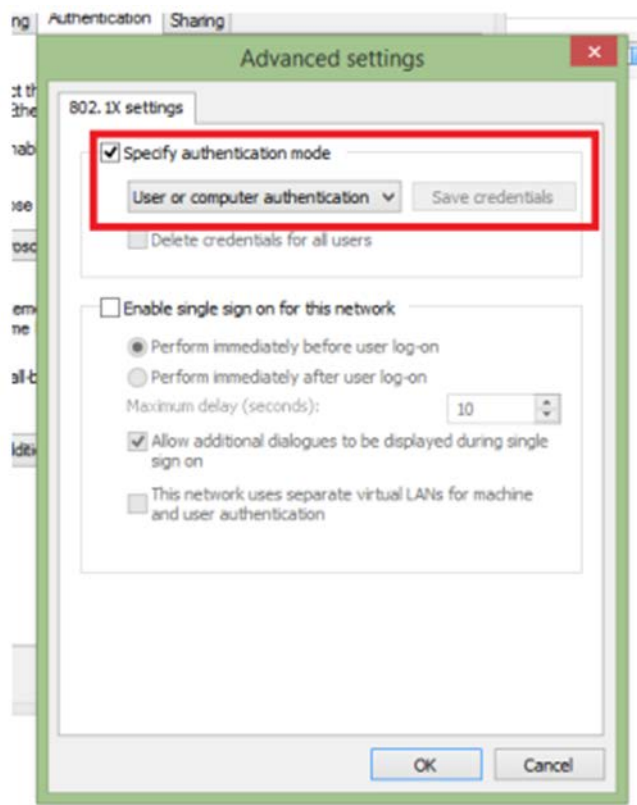 Authentication
Sharing
Advanced settings
802.1X settings
Specify authentication mode
User or computer authentication
Save credentials
Delete credentials for all users
Enable single sign on for this network
Perform immediately before user log-on
Perform immediately after user log-on
Maximum delay (seconds):
10
Allow additional dialogues to be displayed during single
sign on
This network uses separate virtual LANs for machine
and user authentication
OK
Cancel